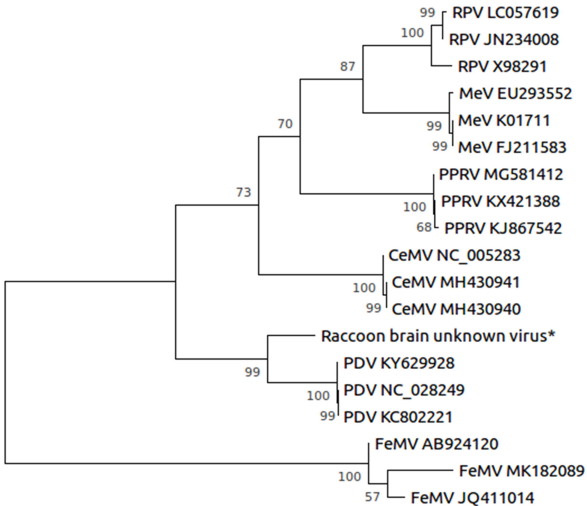 99
RPV LC057619
100
RPV JN234008
RPV X98291
87
MeV EU293552
MeV K01711
99
MeV FJ211583
99
70
PPRV MG581412
PPRV KX421388
100
PPRV KJ867542
68
73
CeMV NC_005283
CeMV MH430941
100
CeMV MH430940
99
Raccoon brain unknown virus*
99
PDV KY629928
PDV NC_028249
100
PDV KC802221
99
FeMV AB924120
100
FeMV MK182089
57
FeMV JQ411014